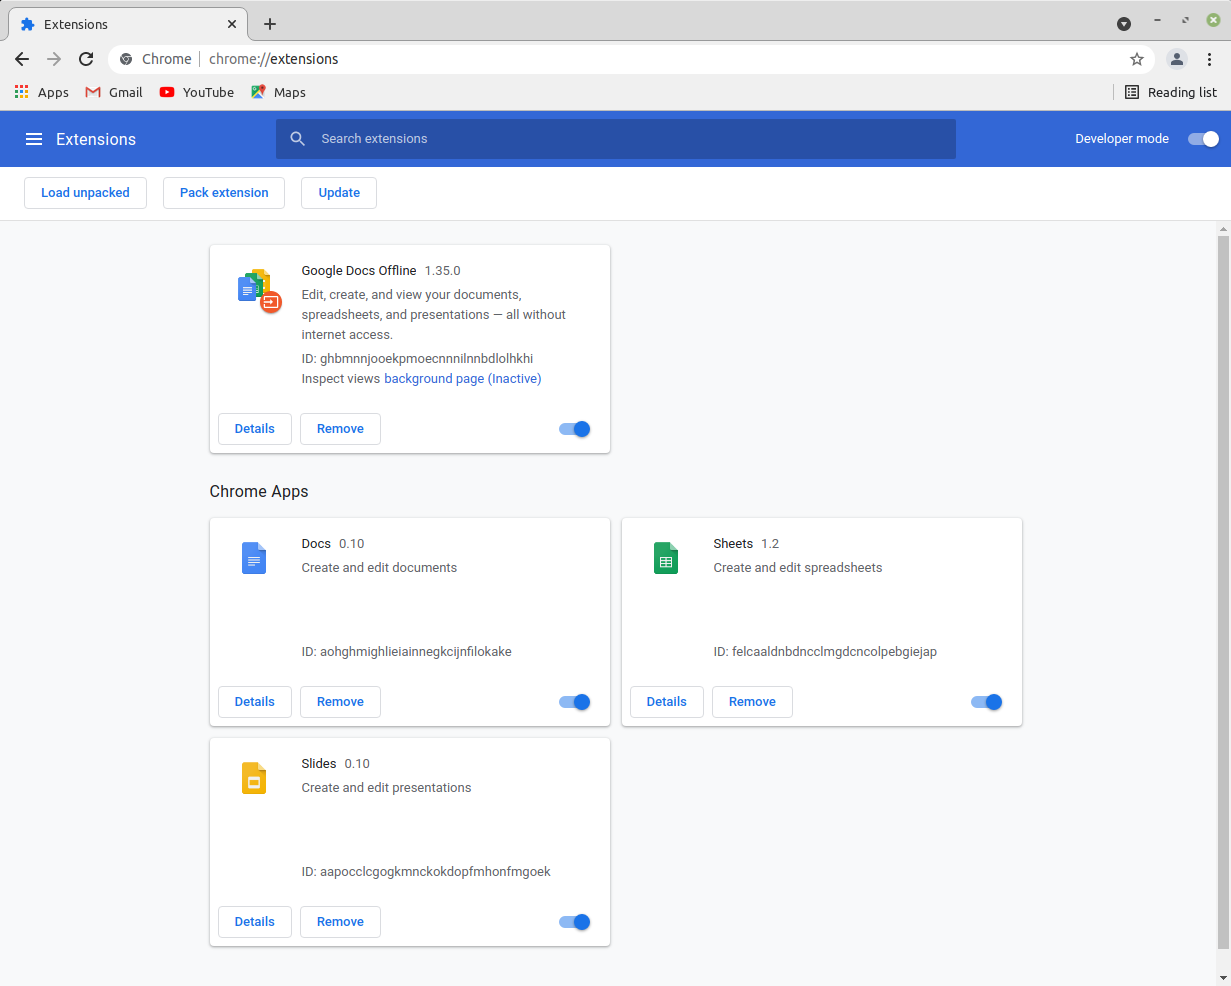 Extensions
Chrome chrome://extensions
Apps Gmail YouTube Maps Reading list
Extensions Search extensions Developer mode
Load unpacked Pack extension Update
Google Docs Offline 1.35.0
Edit, create, and view your documents,
spreadsheets, and presentations — all without
internet access.
ID: ghbmnnjooekpmoecnnnilnnbdlolhkhi
Inspect views background page (Inactive)
Details Remove
Chrome Apps
Docs 0.10
Create and edit documents
ID: aohghmighlieiainnegkcijnfilokake
Details Remove
Sheets 1.2
Create and edit spreadsheets
ID: felcaaldnbdncclmgdcncolpebgiejap
Details Remove
Slides 0.10
Create and edit presentations
ID: aapocclcgogkmnckokdopfmhonfmgoek
Details Remove